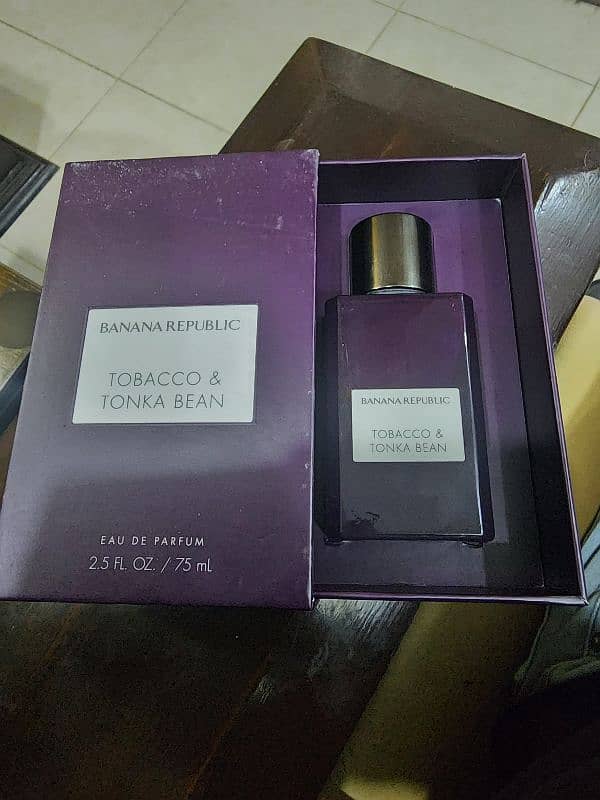 BANANA REPUBLIC
TOBACCO &
TONKA BEAN
EAU DE PARFUM
2.5 FL. OZ. / 75 mL
BANANA REPUBLIC
TOBACCO &
TONKA BEAN